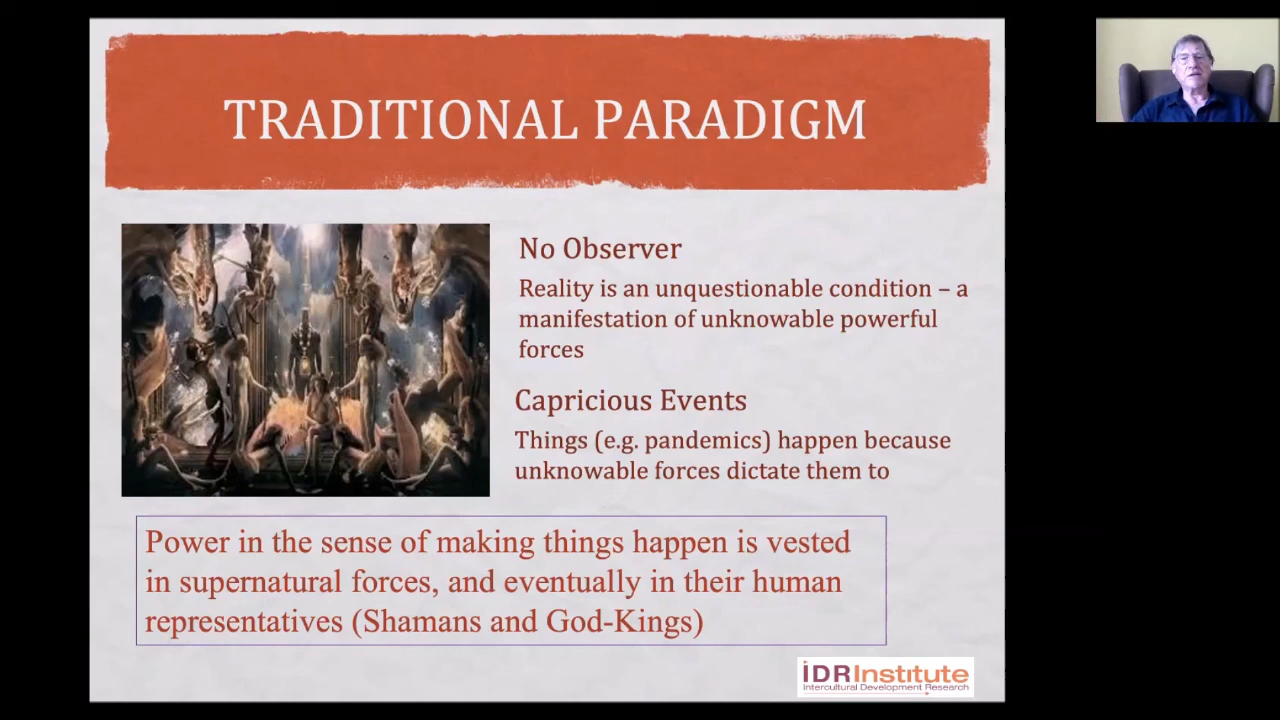 TRADITIONAL PARADIGM
No Observer
Reality is an unquestionable condition – a
manifestation of unknowable powerful
forces
Capricious Events
Things (e.g. pandemics) happen because
unknowable forces dictate them to
Power in the sense of making things happen is vested
in supernatural forces, and eventually in their human
representatives (Shamans and God-Kings)
IDRInstitute
Intercultural Development Research